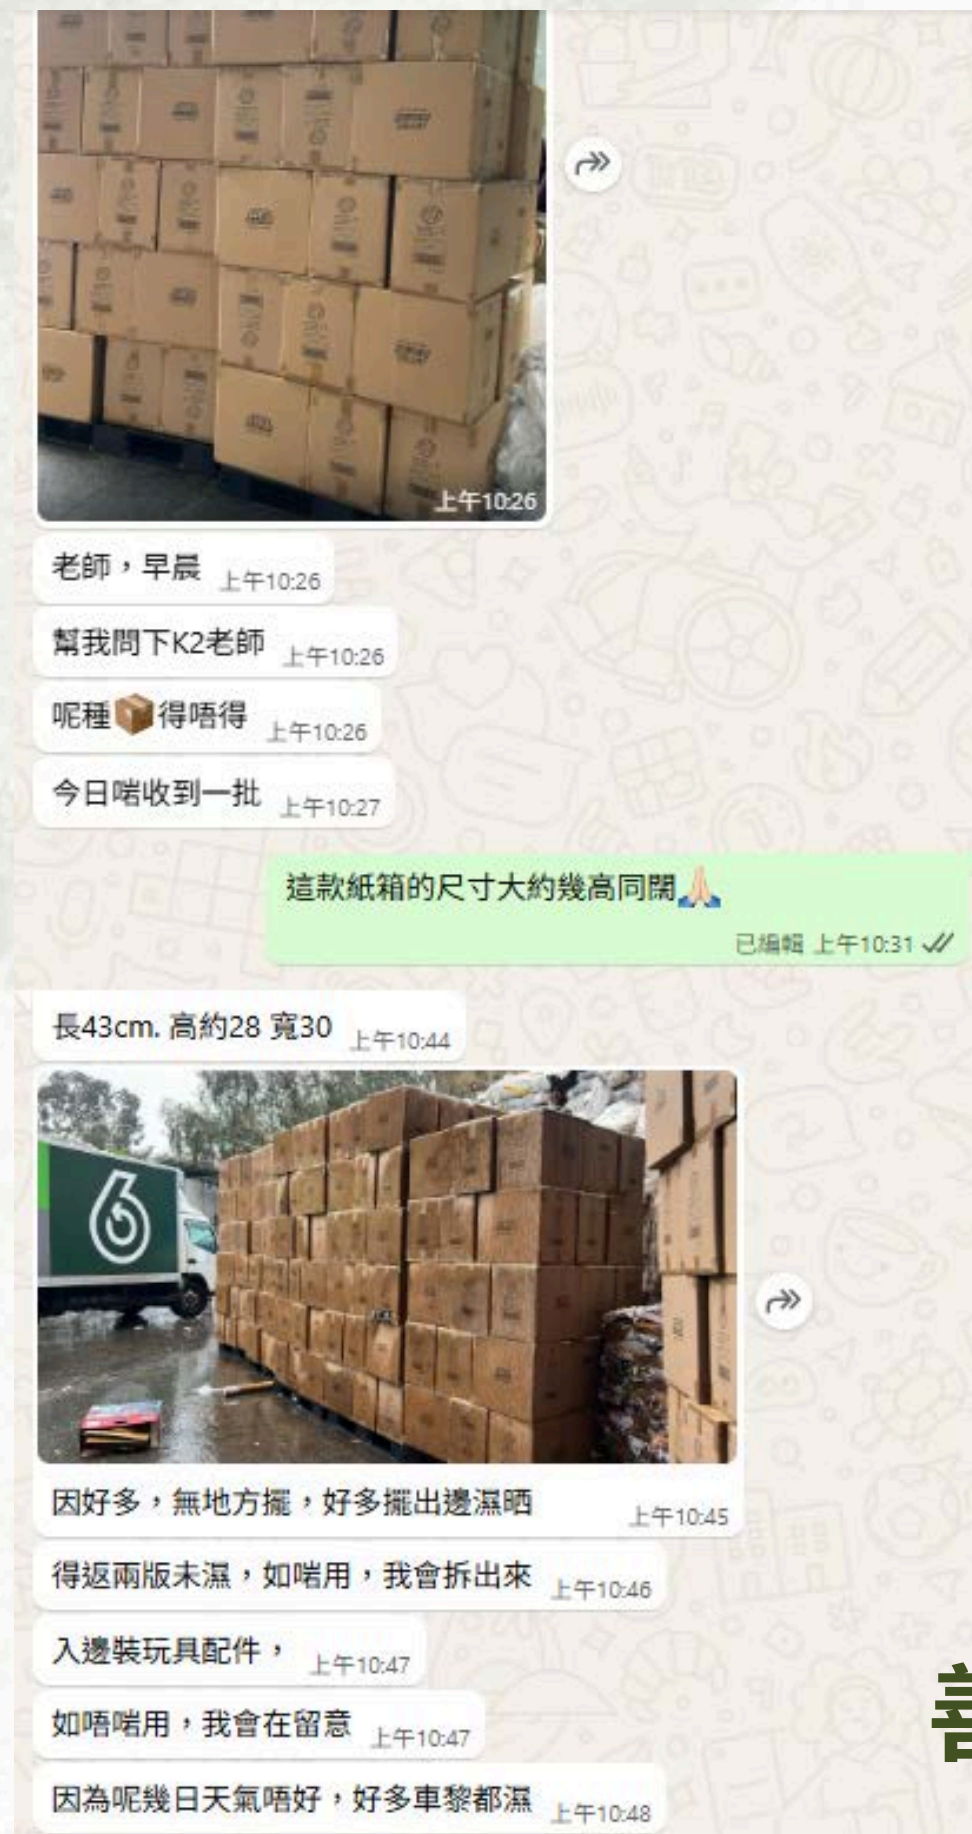 上午10:26
老師，早晨 上午10:26
幫我問下K2老師 上午10:26
呢種📦得唔得 上午10:26
今日啱收到一批 上午10:27
這款紙箱的尺寸大約幾高同闊🙏🏻
已編輯 上午10:31
長43cm. 高約28 寬30 上午10:44
6
因好多，無地方擺，好多擺出邊濕晒 上午10:45
得返兩版未濕，如啱用，我會拆出來 上午10:46
入邊裝玩具配件， 上午10:47
如唔啱用，我會在留意 上午10:47
因為呢幾日天氣唔好，好多車黎都濕 上午10:48